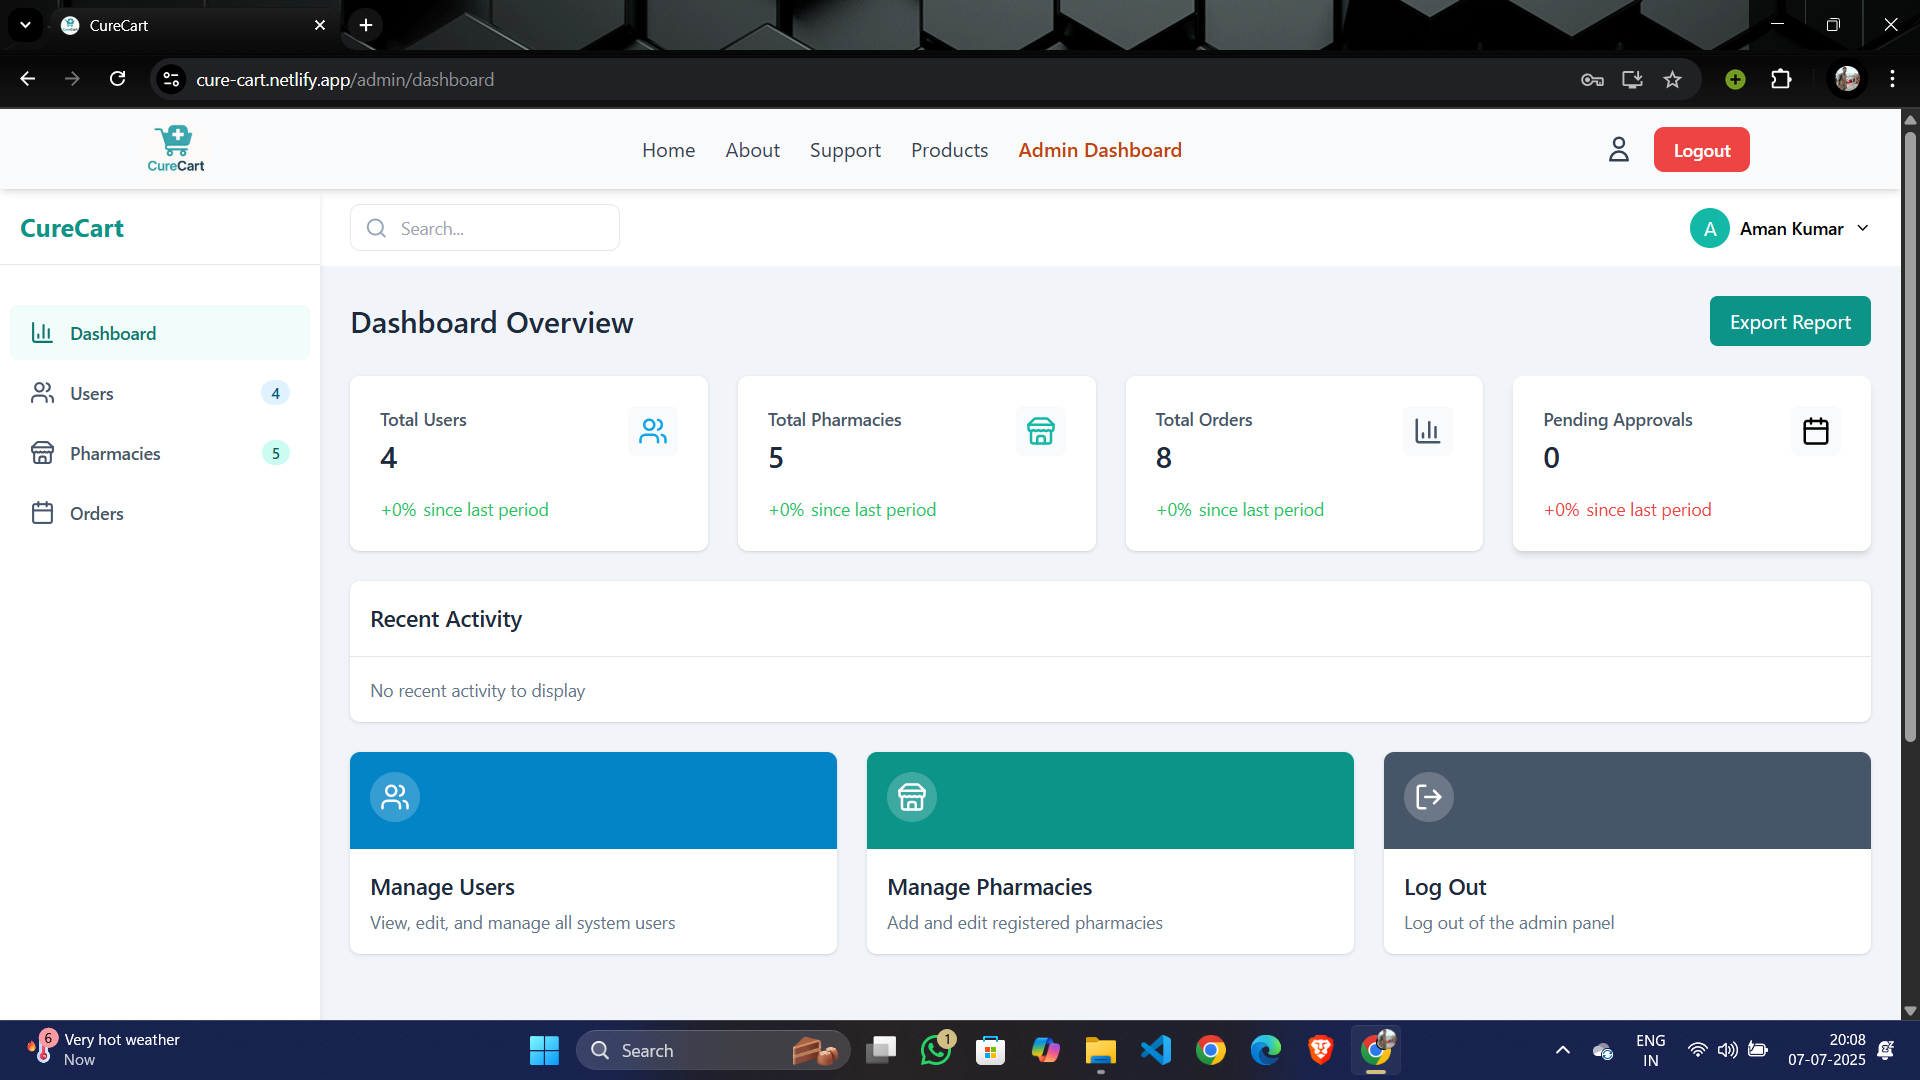 CureCart
cure-cart.netlify.app/admin/dashboard
CureCart
Home
About
Support
Products
Admin Dashboard
Logout
CureCart
Search...
A
Aman Kumar
Dashboard
Users
4
Pharmacies
5
Orders
Dashboard Overview
Export Report
Total Users
4
+0% since last period
Total Pharmacies
5
+0% since last period
Total Orders
8
+0% since last period
Pending Approvals
0
+0% since last period
Recent Activity
No recent activity to display
Manage Users
View, edit, and manage all system users
Manage Pharmacies
Add and edit registered pharmacies
Log Out
Log out of the admin panel
6
Very hot weather
Now
Search
1
ENG
IN
20:08
07-07-2025